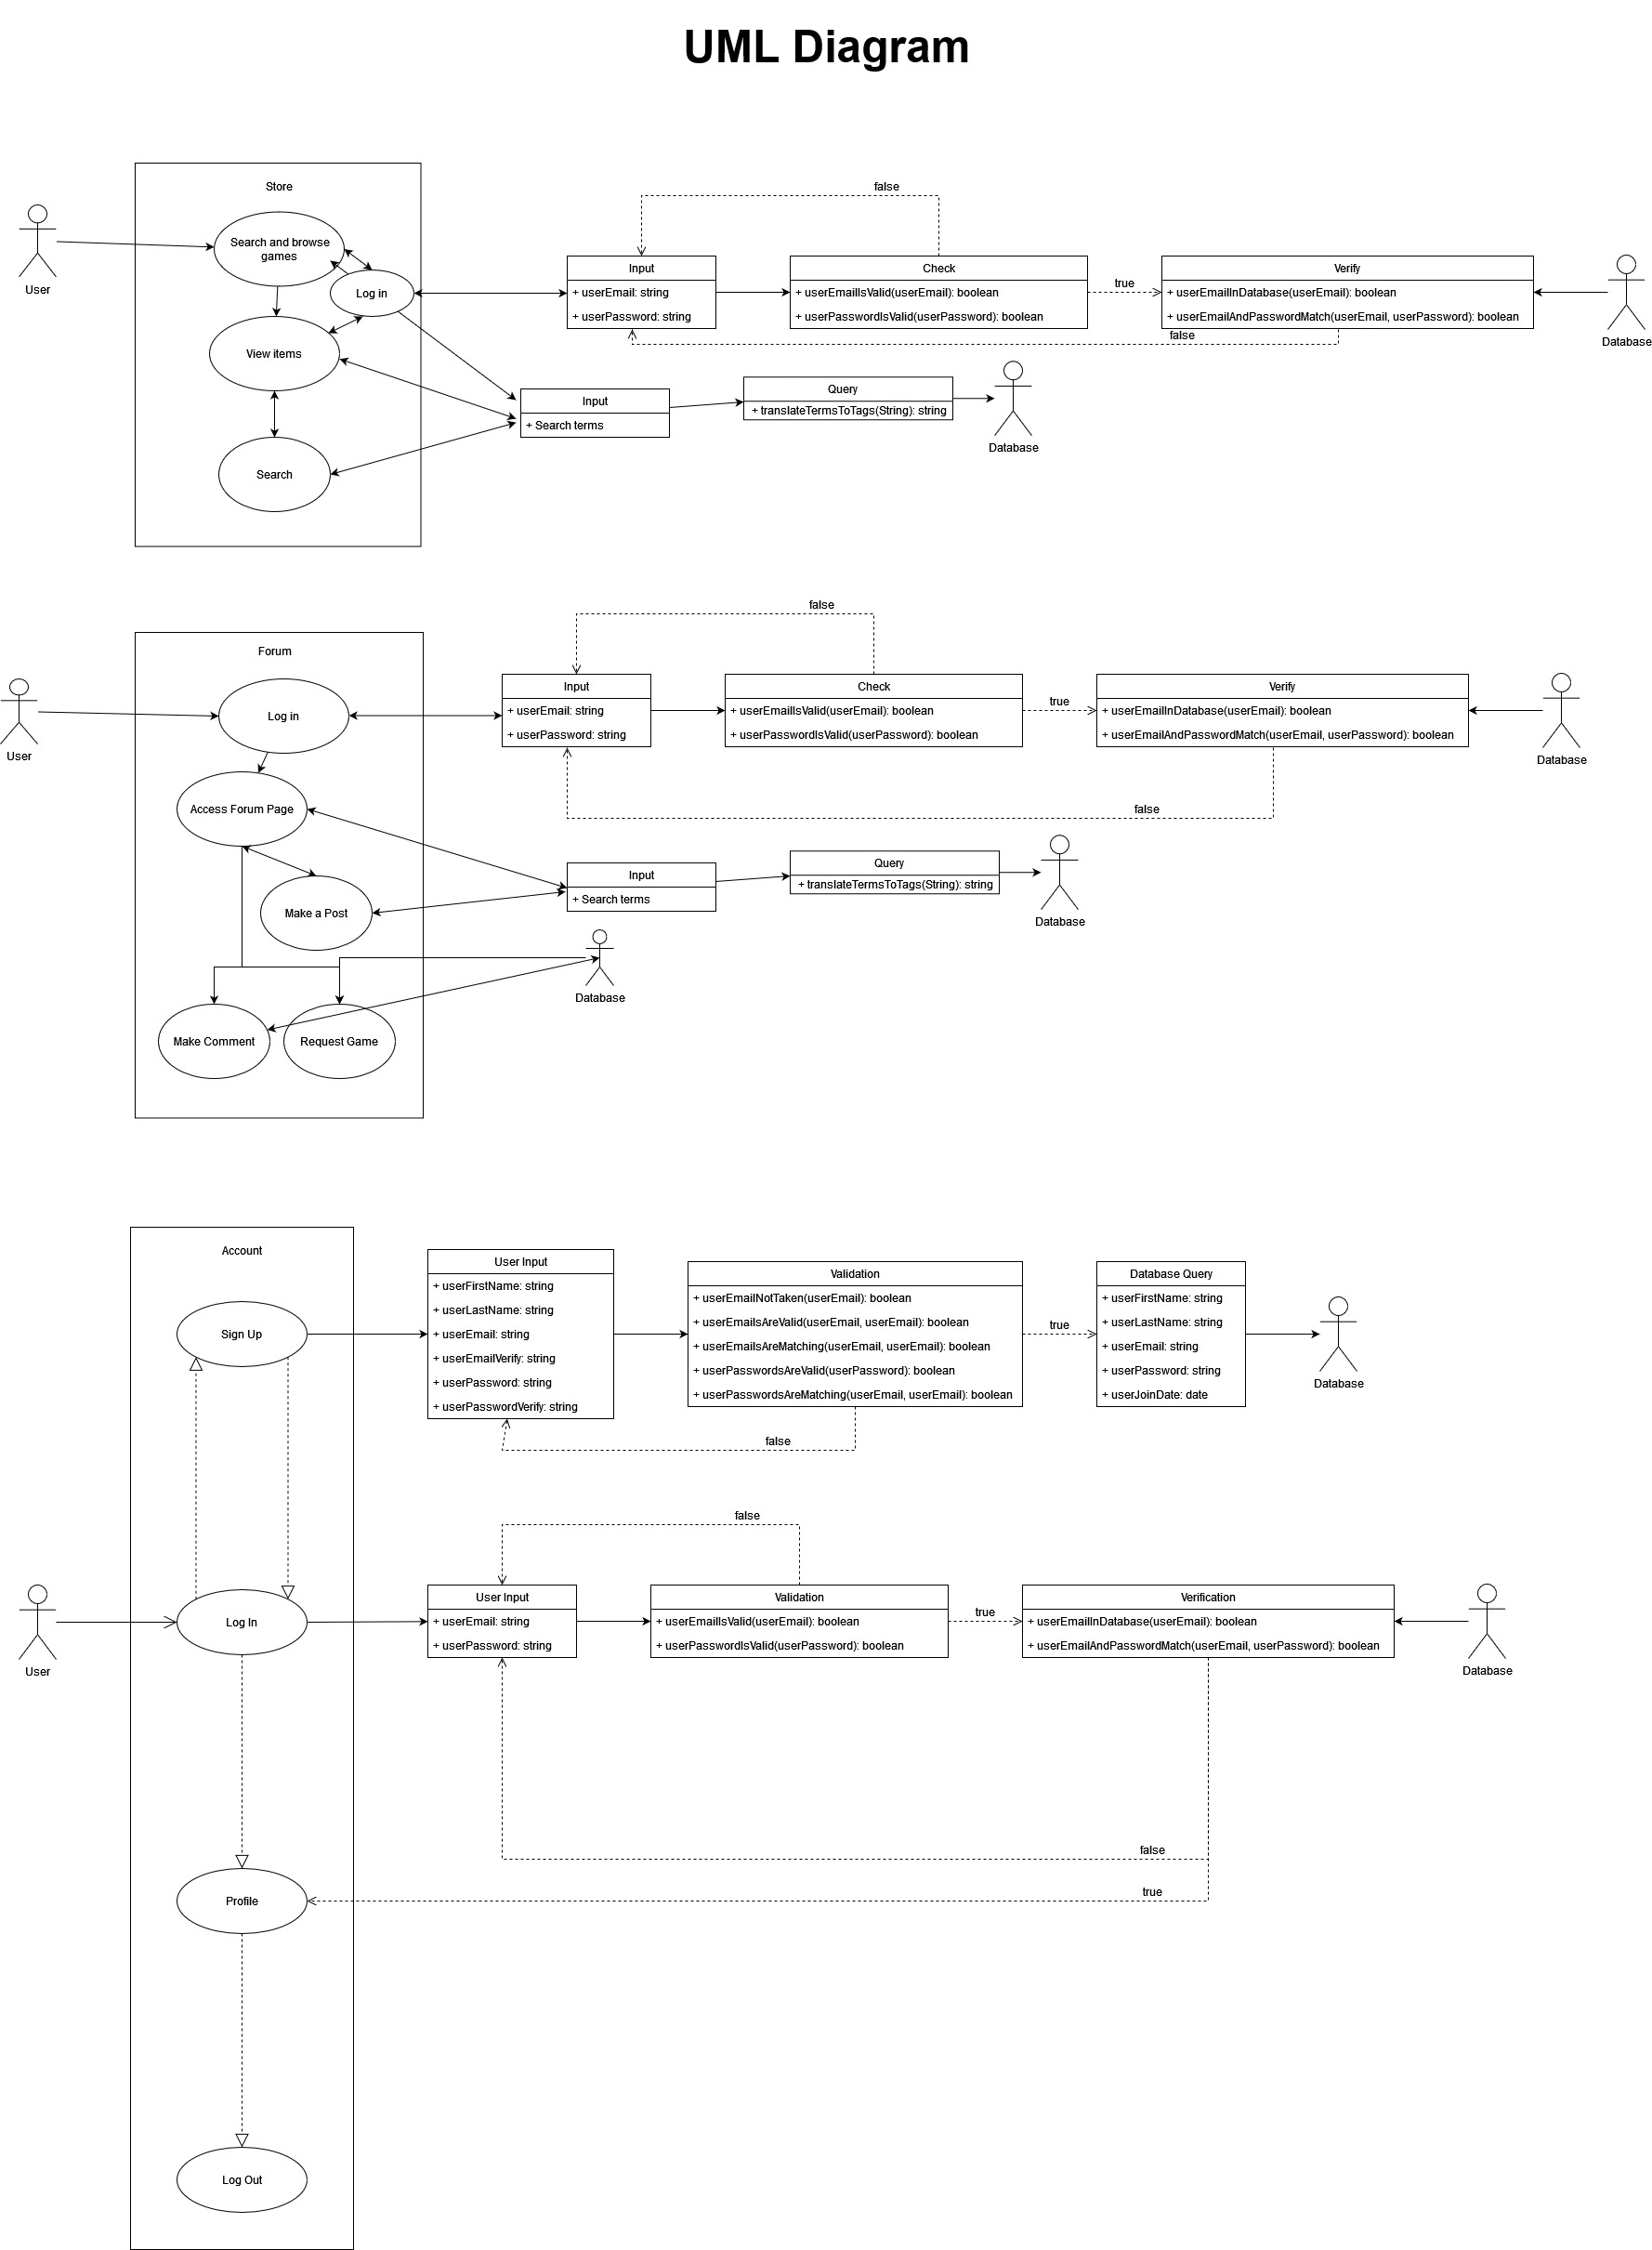 UML Diagram
Store
User
Search and browse
games
Log in
View items
Search
false
Input
+ userEmail: string
+ userPassword: string
Check
+ userEmailIsValid(userEmail): boolean
+ userPasswordIsValid(userPassword): boolean
true
Verify
+ userEmailInDatabase(userEmail): boolean
+ userEmailAndPasswordMatch(userEmail, userPassword): boolean
false
Database
Input
+ Search terms
Query
+ translateTermsToTags(String): string
Database
Forum
User
Log in
Access Forum Page
Make a Post
Make Comment
Request Game
false
Input
+ userEmail: string
+ userPassword: string
Check
+ userEmailIsValid(userEmail): boolean
+ userPasswordIsValid(userPassword): boolean
true
Verify
+ userEmailInDatabase(userEmail): boolean
+ userEmailAndPasswordMatch(userEmail, userPassword): boolean
false
Database
Input
+ Search terms
Query
+ translateTermsToTags(String): string
Database
Database
Account
Sign Up
User Input
+ userFirstName: string
+ userLastName: string
+ userEmail: string
+ userEmailVerify: string
+ userPassword: string
+ userPasswordVerify: string
Validation
+ userEmailNotTaken(userEmail): boolean
+ userEmailsAreValid(userEmail, userEmail): boolean
+ userEmailsAreMatching(userEmail, userEmail): boolean
+ userPasswordsAreValid(userPassword): boolean
+ userPasswordsAreMatching(userEmail, userEmail): boolean
true
false
Database Query
+ userFirstName: string
+ userLastName: string
+ userEmail: string
+ userPassword: string
+ userJoinDate: date
Database
User
Log In
false
User Input
+ userEmail: string
+ userPassword: string
Validation
+ userEmailIsValid(userEmail): boolean
+ userPasswordIsValid(userPassword): boolean
true
Verification
+ userEmailInDatabase(userEmail): boolean
+ userEmailAndPasswordMatch(userEmail, userPassword): boolean
Database
false
true
Profile
Log Out